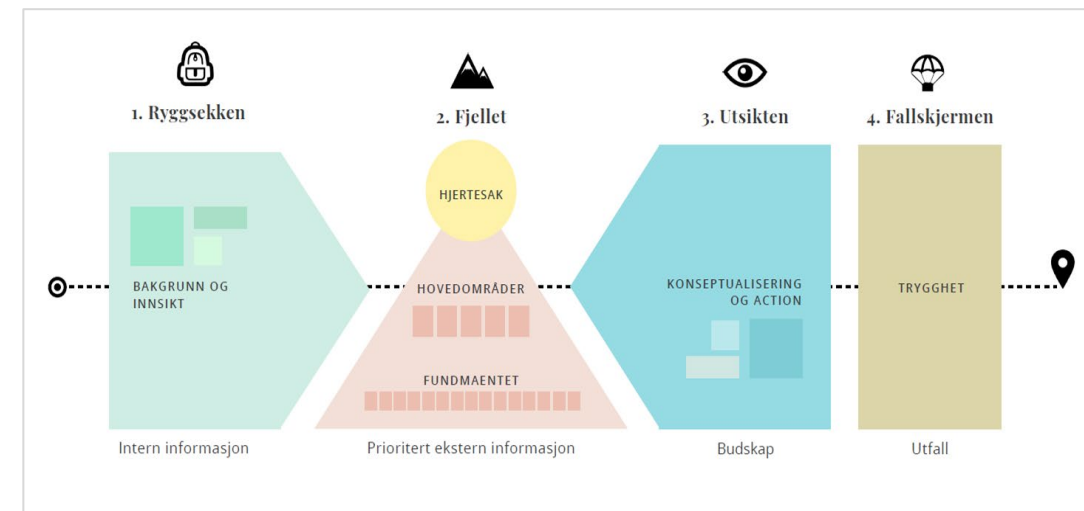 1. Ryggsekken
2. Fjellet
3. Utsikten
4. Fallskjermen
HJERTESAK
BAKGRUNN OG
INNSIKT
HOVEDOMRÅDER
FUNDMAENTET
KONSEPTUALISERING
OG ACTION
TRYGGHET
Intern informasjon
Prioritert ekstern informasjon
Budskap
Utfall